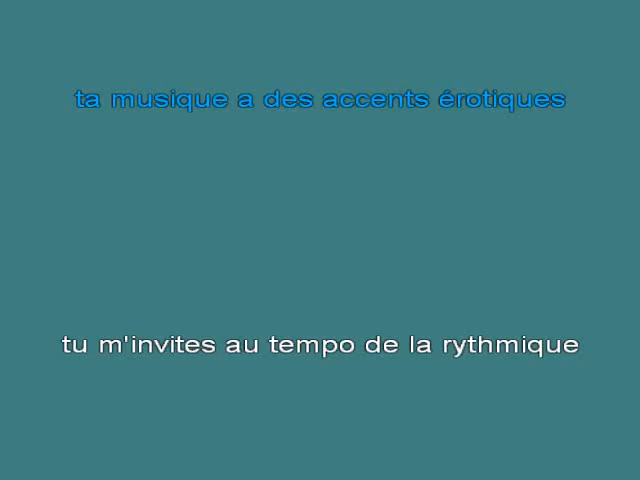 ta musique a des accents érotiques
tu m'invites au tempo de la rythmique